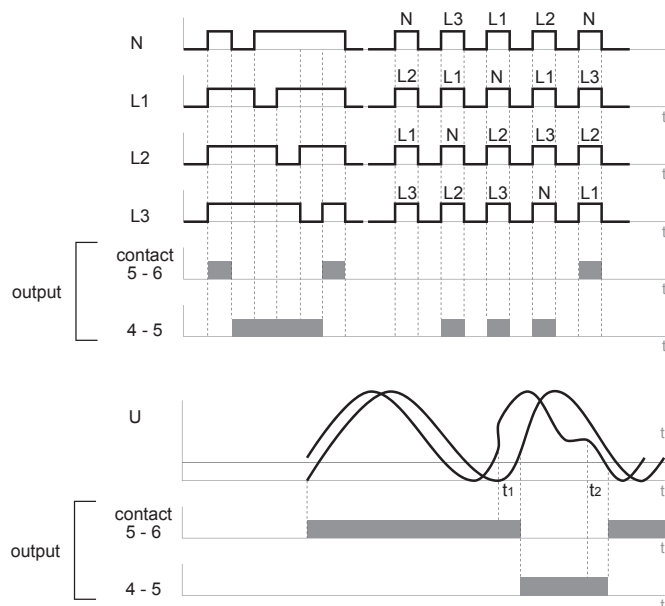 N L3 L1 L2 N
N
L2 L1 N L1 L3
L1
t
L1 N L2 L3 L2
L2
t
L3 L2 L3 N L1
L3
t
contact
5 - 6
t
output
4 - 5
t
U
t
t1 t2
t
contact
5 - 6
t
output
4 - 5
t